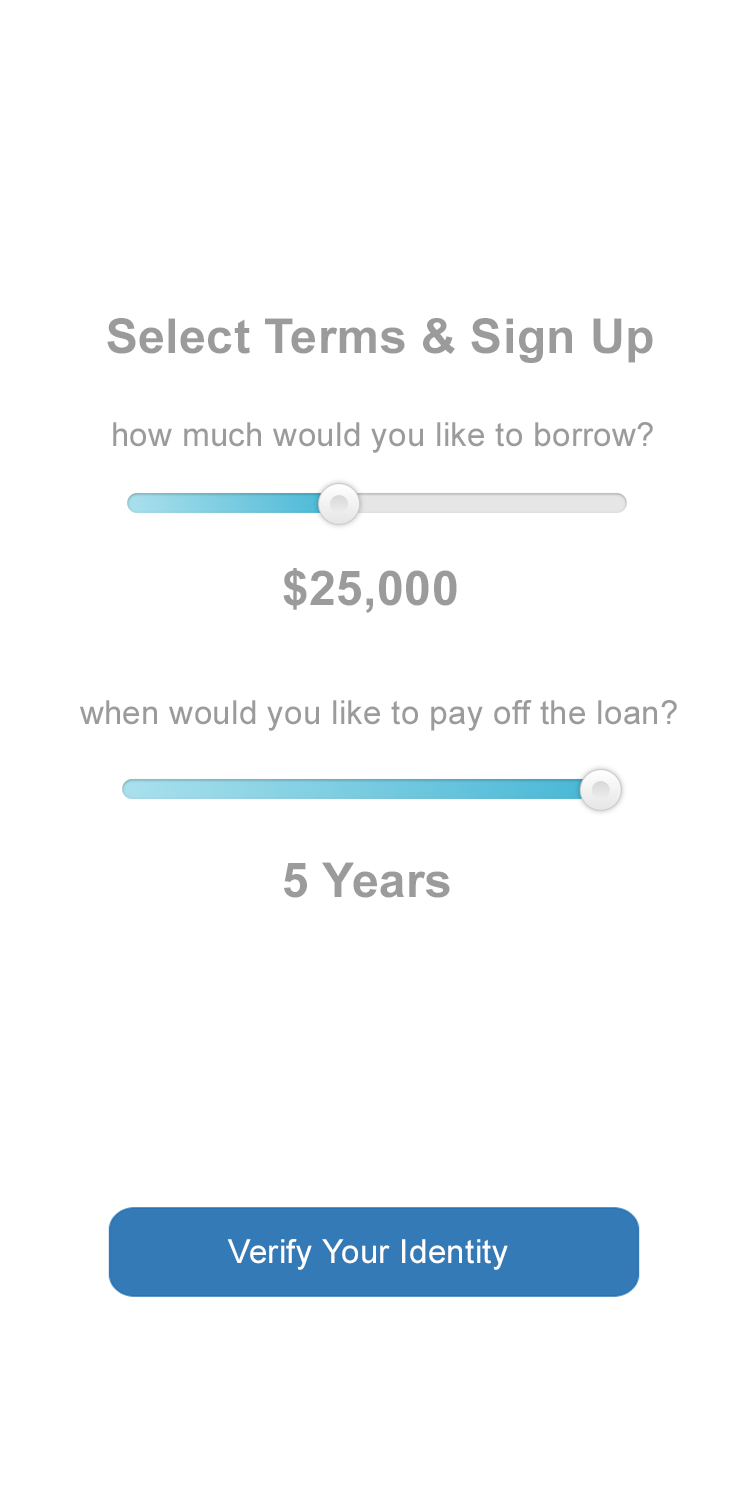 Select Terms & Sign Up
how much would you like to borrow?
$25,000
when would you like to pay off the loan?
5 Years
Verify Your Identity